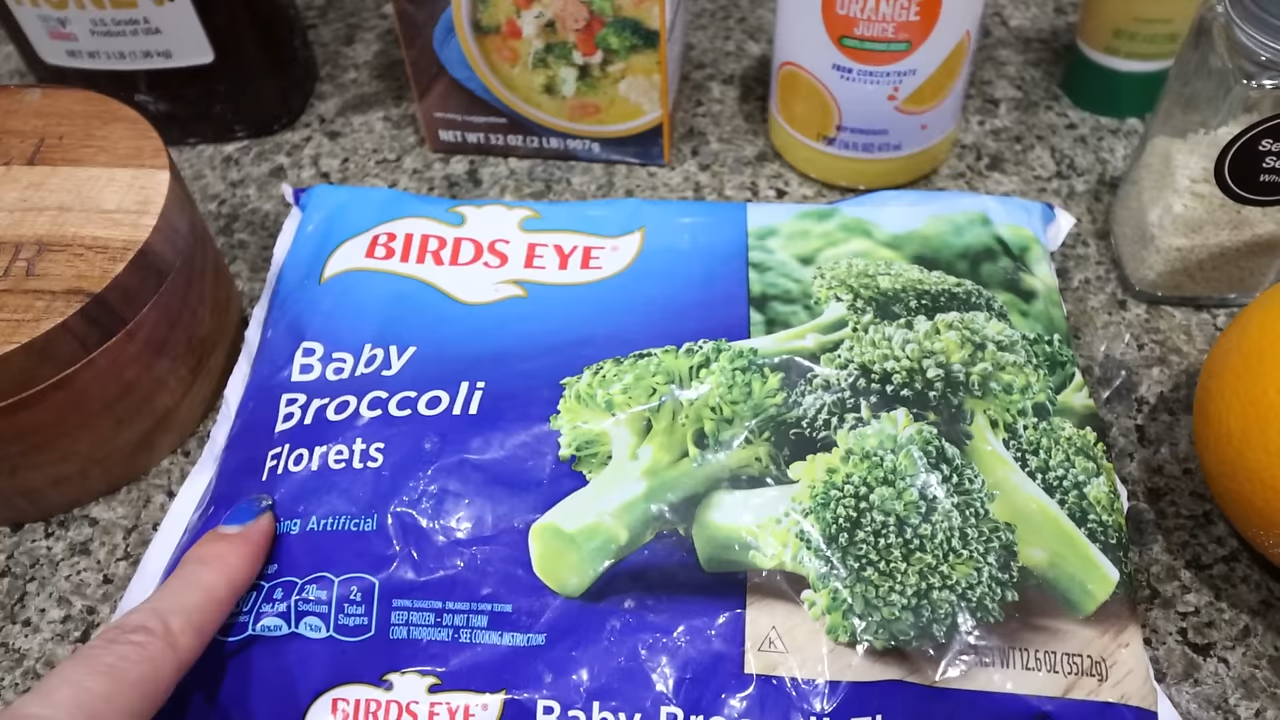 U.S. Grade A
Product of USA
NET WT 3 LB (1.36 kg)
serving suggestion
NET WT 32 OZ (2 LB) 907g
ORANGE
JUICE
FROM CONCENTRATE
PASTEURIZED
BIRDS EYE®
Baby
Broccoli
Florets
Artificial
0g
Sat Fat
0%DV
20mg
Sodium
1%DV
2g
Total
Sugars
SERVING SUGGESTION - ENLARGED TO SHOW TEXTURE
KEEP FROZEN – DO NOT THAW
COOK THOROUGHLY – SEE COOKING INSTRUCTIONS
K
NET WT 12.6 OZ (357.2g)
BIRDS EYE®
Baby